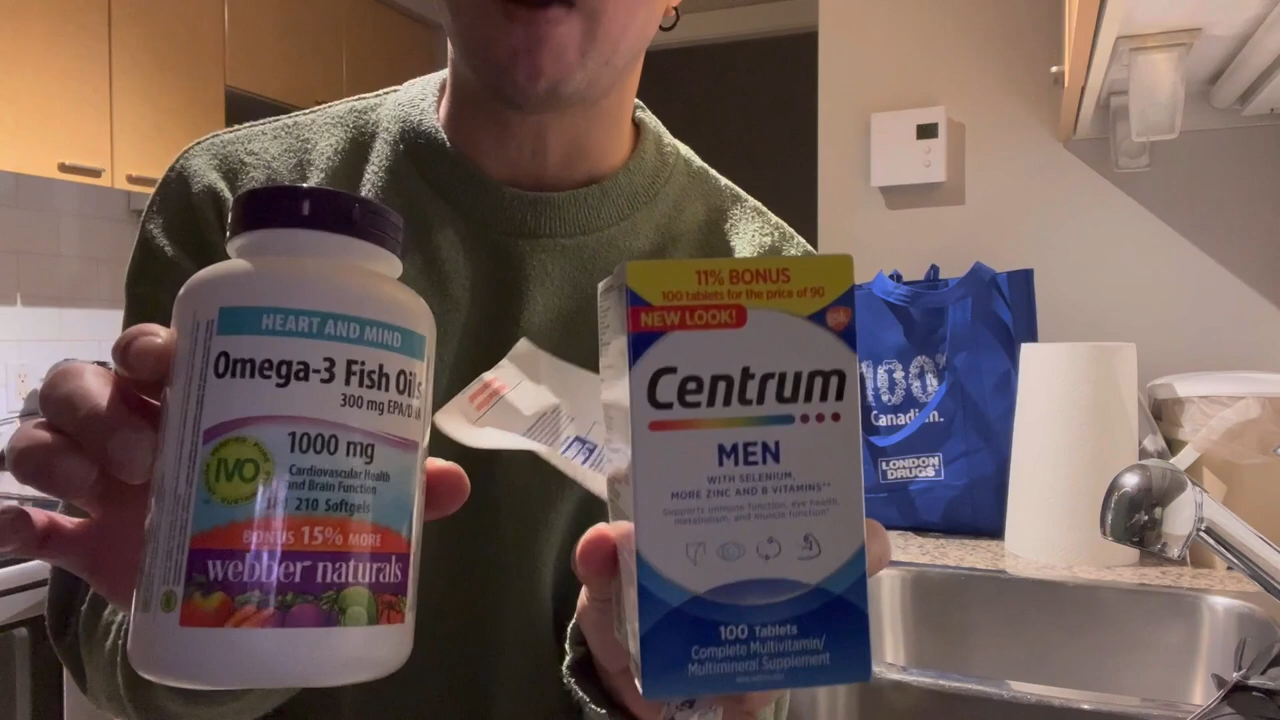 HEART AND MIND
Omega-3 Fish Oils
300 mg EPA/DHA
1000 mg
IVO
Cardiovascular Health
and Brain Function
210 Softgels
BONUS 15% MORE
webber naturals
11% BONUS
100 tablets for the price of 90
NEW LOOK!
gsk
Centrum
MEN
WITH SELENIUM,
MORE ZINC AND B VITAMINS**
Supports immune function, eye health,
metabolism, and muscle function*
100 Tablets
Complete Multivitamin/
Multimineral Supplement
Canadian.
LONDON
DRUGS